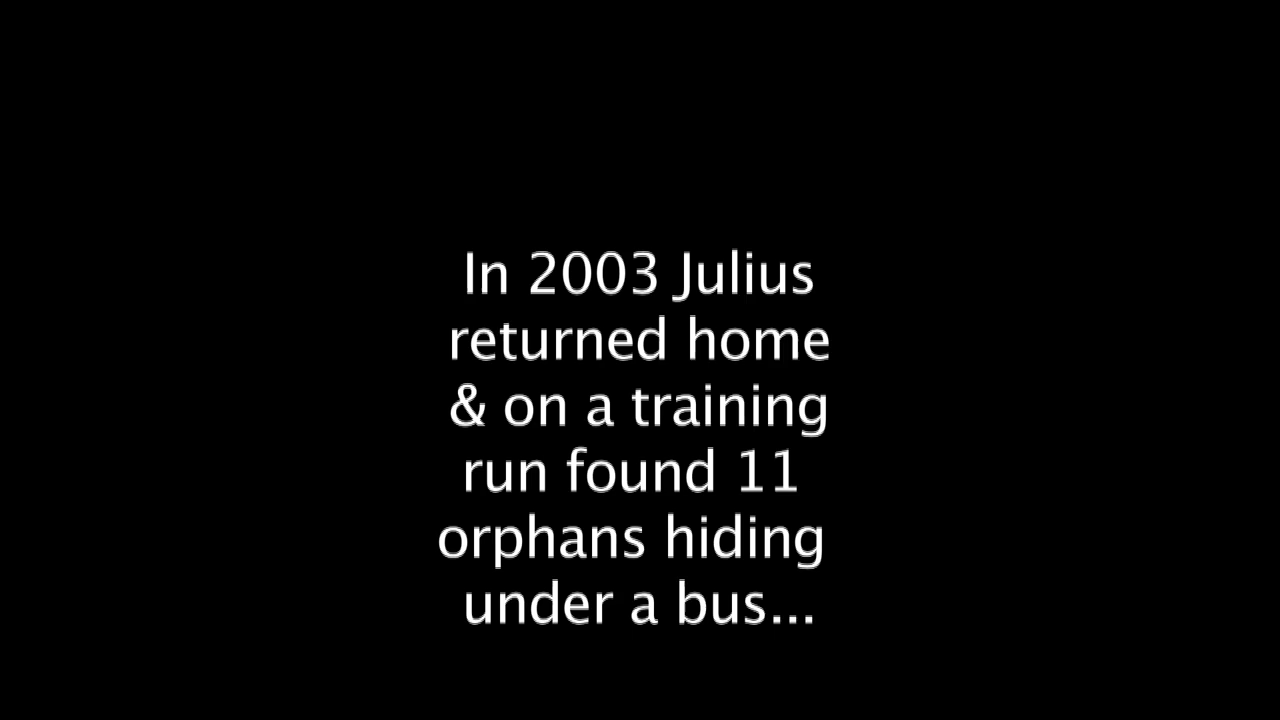 In 2003 Julius
returned home
& on a training
run found 11
orphans hiding
under a bus...